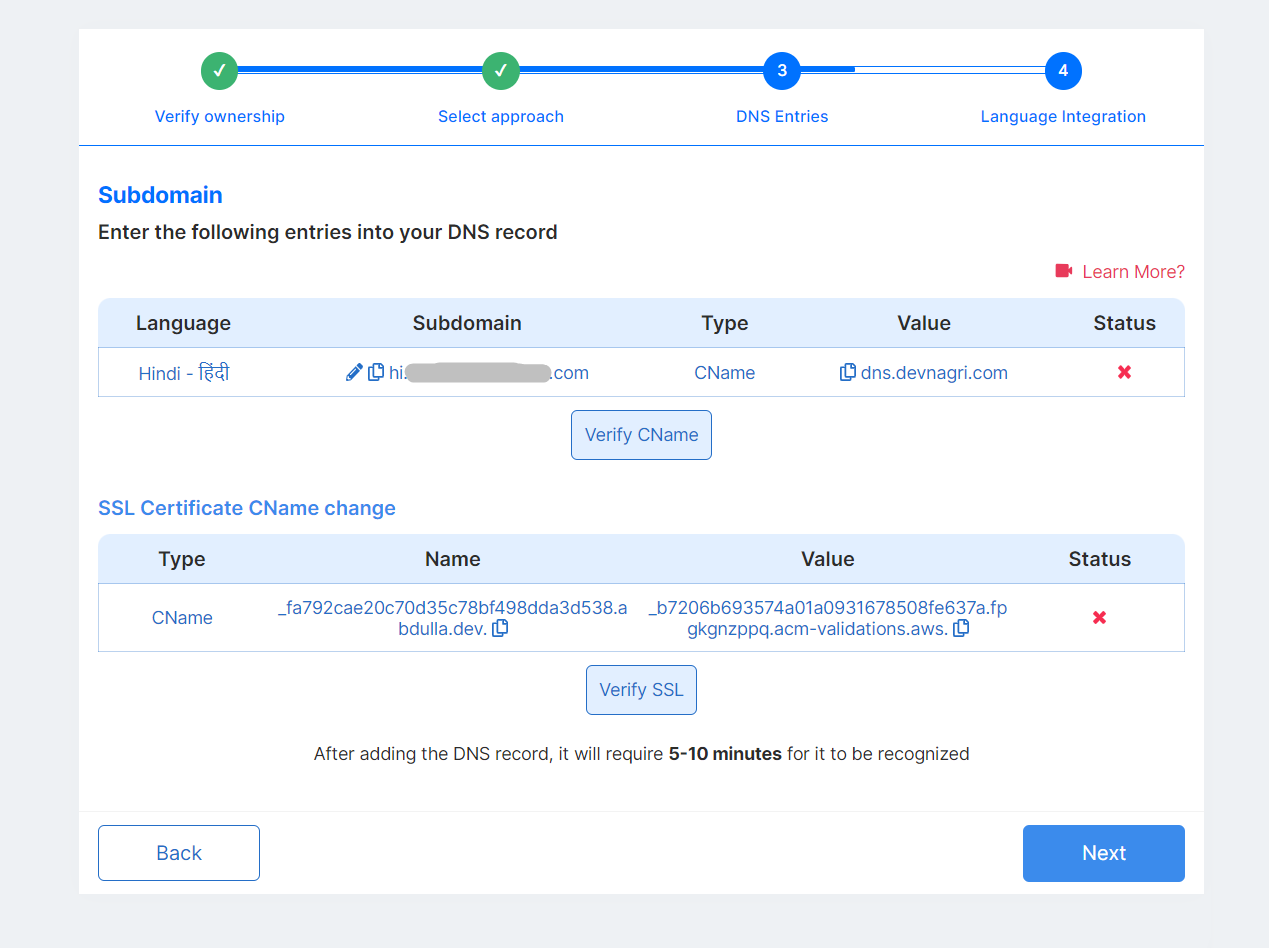 3
4
Verify ownership
Select approach
DNS Entries
Language Integration
Subdomain
Enter the following entries into your DNS record
Learn More?
Language Subdomain Type Value Status
Hindi - हिंदी hi. .com CName dns.devnagri.com
Verify CName
SSL Certificate CName change
Type Name Value Status
CName
_fa792cae20c70d35c78bf498dda3d538.a
bdulla.dev.
_b7206b693574a01a0931678508fe637a.fp
gkgnzppq.acm-validations.aws.
Verify SSL
After adding the DNS record, it will require 5-10 minutes for it to be recognized
Back
Next